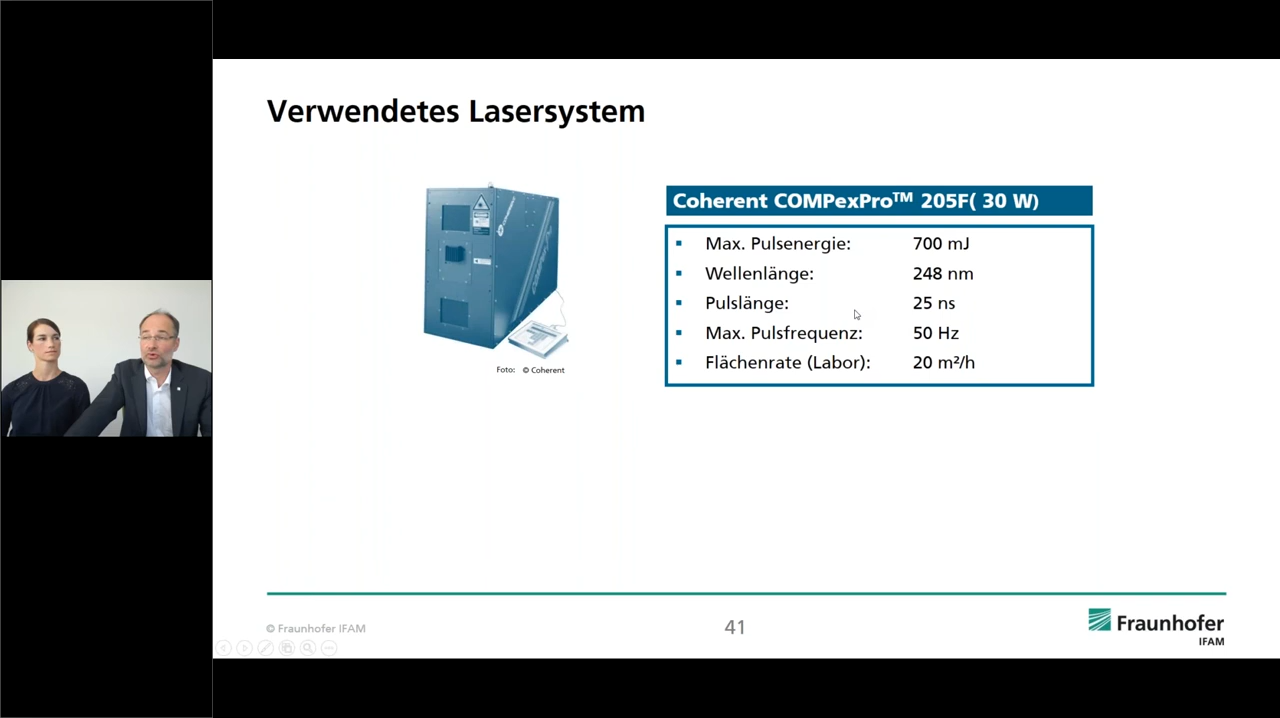 Verwendetes Lasersystem
Foto: © Coherent
Coherent COMPexPro™ 205F( 30 W)
▪ Max. Pulsenergie: 700 mJ
▪ Wellenlänge: 248 nm
▪ Pulslänge: 25 ns
▪ Max. Pulsfrequenz: 50 Hz
▪ Flächenrate (Labor): 20 m²/h
© Fraunhofer IFAM
41
Fraunhofer
IFAM